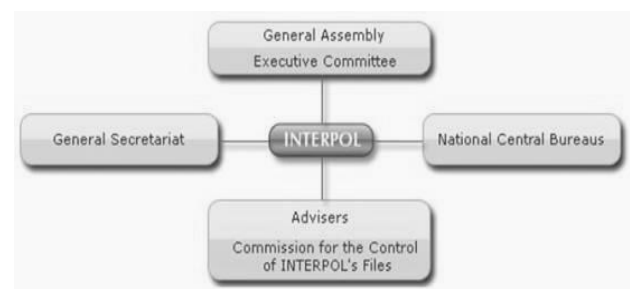 General Assembly
Executive Committee
General Secretariat
INTERPOL
National Central Bureaus
Advisers
Commission for the Control
of INTERPOL's Files